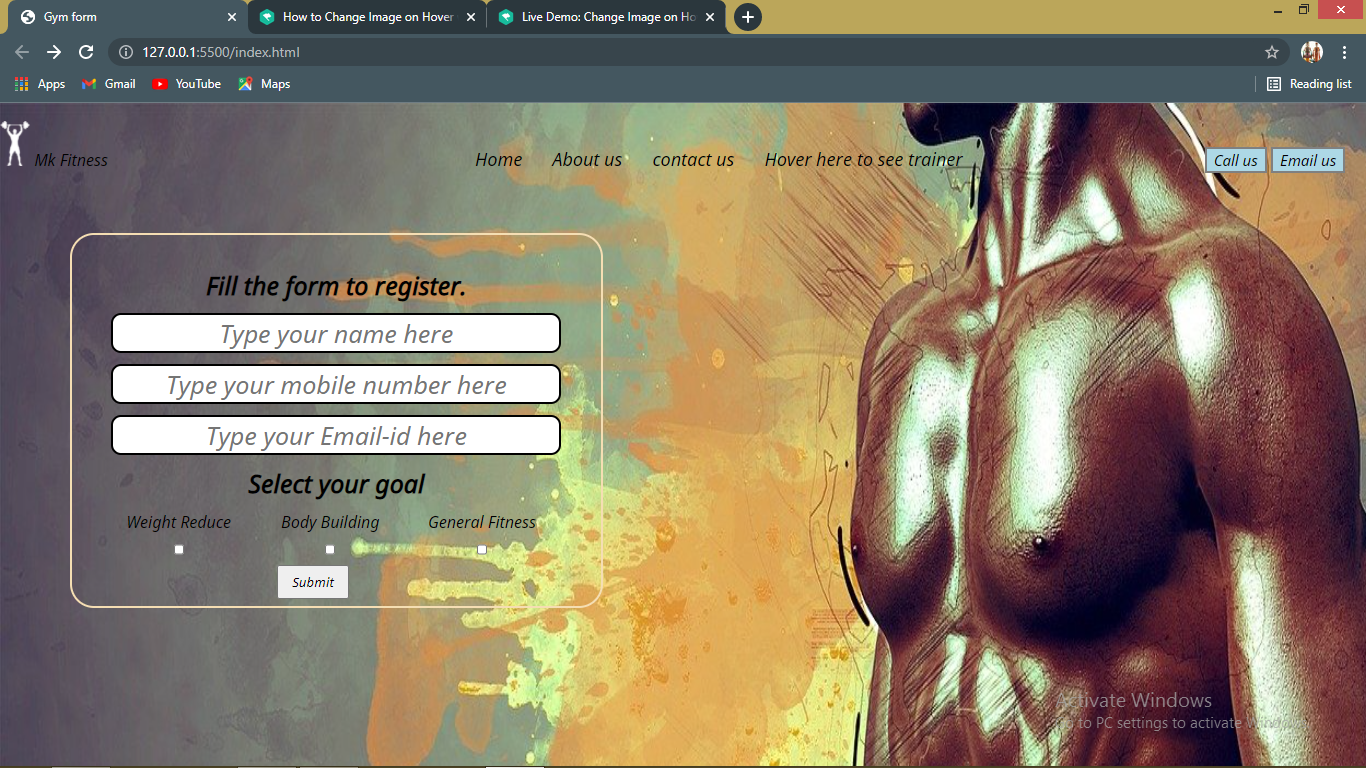 Gym form
How to Change Image on Hover
Live Demo: Change Image on Ho
127.0.0.1:5500/index.html
Apps Gmail YouTube Maps Reading list
Mk Fitness Home About us contact us Hover here to see trainer Call us Email us
Fill the form to register.
Type your name here
Type your mobile number here
Type your Email-id here
Select your goal
Weight Reduce Body Building General Fitness
Submit
Activate Windows
Go to PC settings to activate Windows.